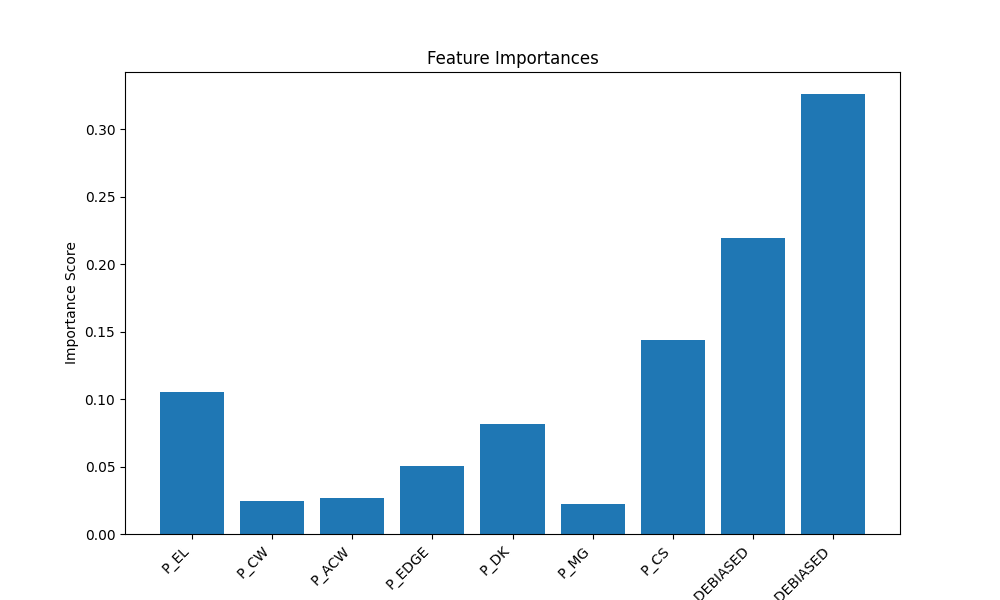 Feature Importances
Importance Score
0.30
0.25
0.20
0.15
0.10
0.05
0.00
P_EL
P_CW
P_ACW
P_EDGE
P_DK
P_MG
P_CS
DEBIASED
DEBIASED